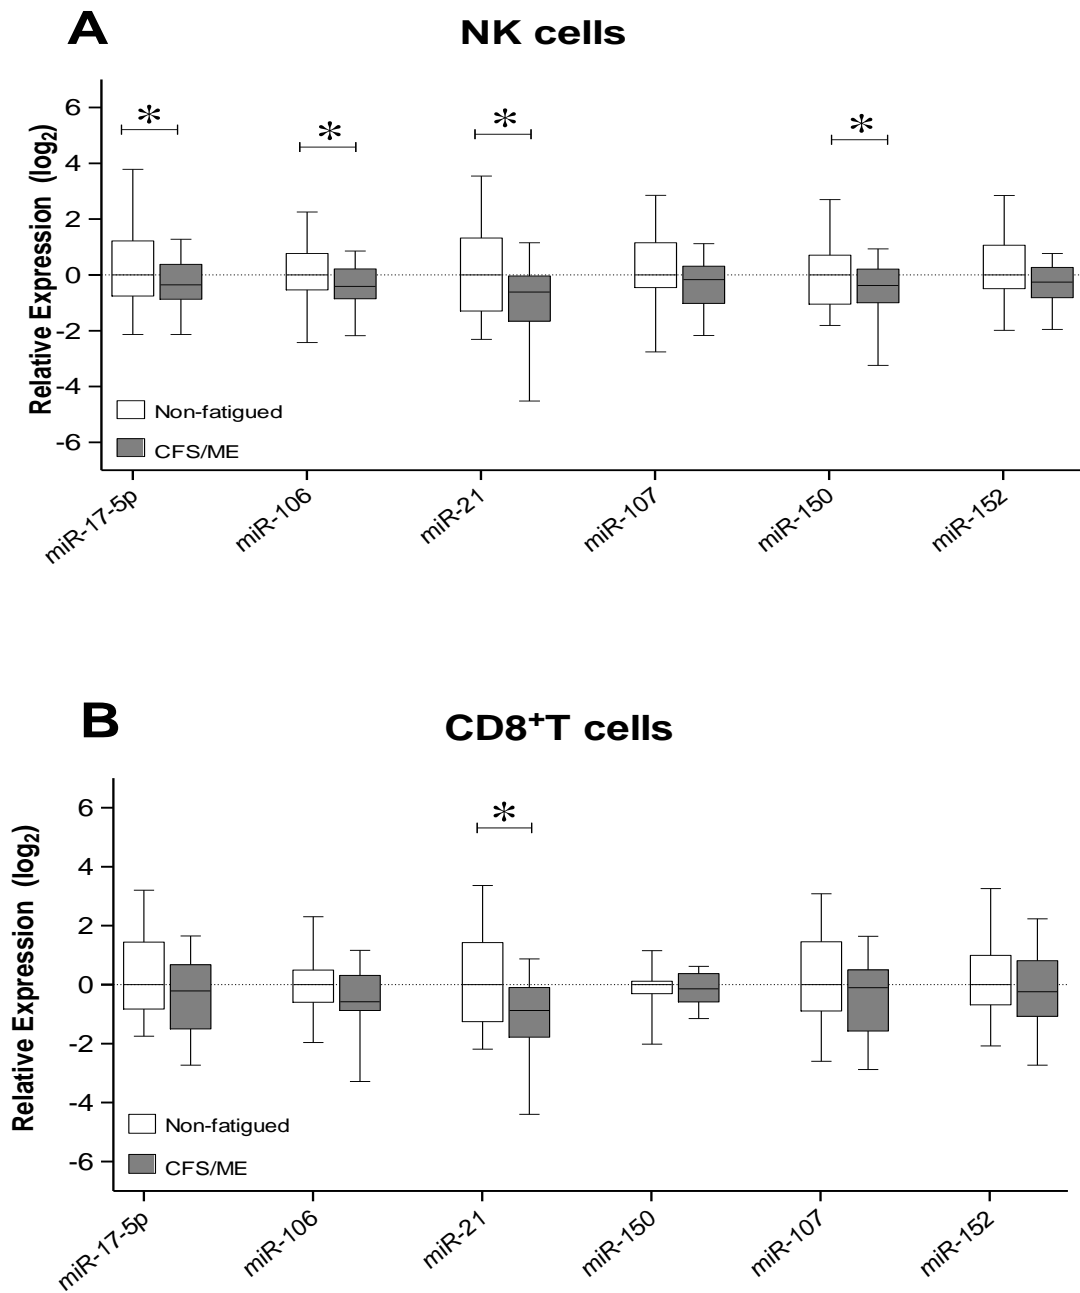 A
NK cells
Relative Expression (log₂)
6
4
2
0
-2
-4
-6
*
*
*
*
Non-fatigued
CFS/ME
miR-17-5p
miR-106
miR-21
miR-107
miR-150
miR-152
B
CD8⁺T cells
Relative Expression (log₂)
6
4
2
0
-2
-4
-6
*
Non-fatigued
CFS/ME
miR-17-5p
miR-106
miR-21
miR-150
miR-107
miR-152